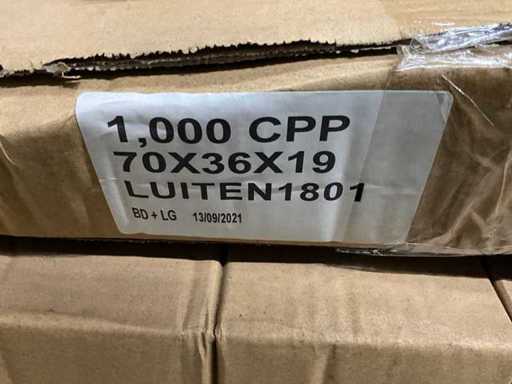 1,000 CPP
70X36X19
LUITEN1801
BD + LG 13/09/2021